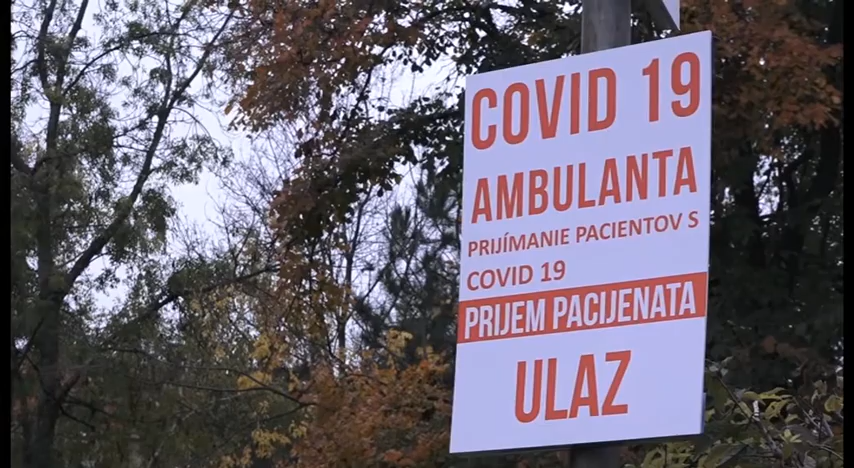 COVID 19
AMBULANTA
PRIJÍMANIE PACIENTOV S
COVID 19
PRIJEM PACIJENATA
ULAZ